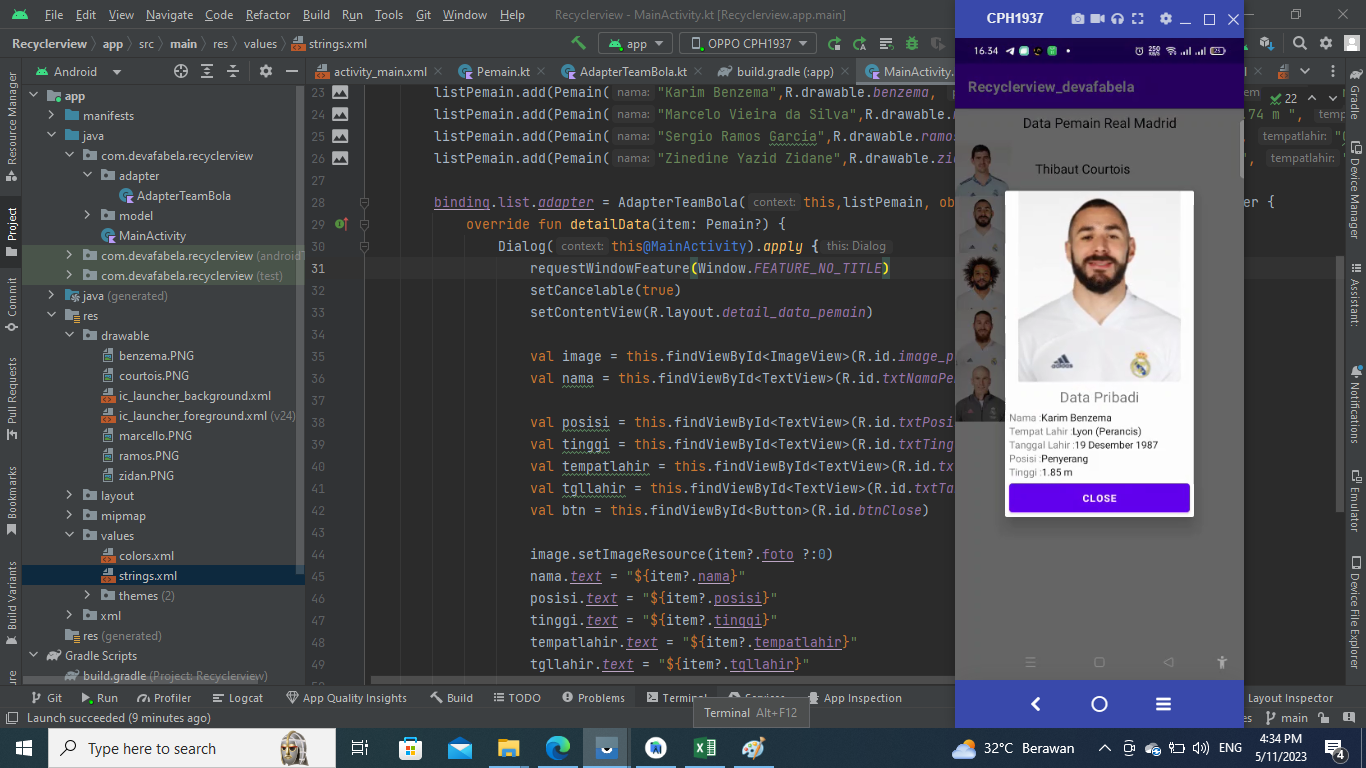 File Edit View Navigate Code Refactor Build Run Tools Git Window Help Recyclerview - MainActivity.kt [Recyclerview.app.main]
Recyclerview app src main res values strings.xml app OPPO CPH1937
Android
app
manifests
java
com.devafabela.recyclerview
adapter
AdapterTeamBola
model
MainActivity
com.devafabela.recyclerview (android
com.devafabela.recyclerview (test)
java (generated)
res
drawable
benzema.PNG
courtois.PNG
ic_launcher_background.xml
ic_launcher_foreground.xml (v24)
marcello.PNG
ramos.PNG
zidan.PNG
layout
mipmap
values
colors.xml
strings.xml
themes (2)
xml
res (generated)
Gradle Scripts
build.gradle (Project: Recyclerview)
Resource Manager
Project
Commit
Pull Requests
Bookmarks
Build Variants
activity_main.xml Pemain.kt AdapterTeamBola.kt build.gradle (:app) MainActivity.
22
23 listPemain.add(Pemain( nama: "Karim Benzema",R.drawable.benzema,
24 listPemain.add(Pemain( nama: "Marcelo Vieira da Silva",R.drawable.
25 listPemain.add(Pemain( nama: "Sergio Ramos García",R.drawable.ramos
26 listPemain.add(Pemain( nama: "Zinedine Yazid Zidane",R.drawable.zi
74 m ",
tempatlahir: "
tempatlahir:
27
28 binding.list.adapter = AdapterTeamBola( context: this,listPemain, ob
er {
29 override fun detailData(item: Pemain?) {
30 Dialog( context: this@MainActivity).apply { this: Dialog
31 requestWindowFeature(Window.FEATURE_NO_TITLE)
32 setCancelable(true)
33 setContentView(R.layout.detail_data_pemain)
34
35 val image = this.findViewById<ImageView>(R.id.image_p
36 val nama = this.findViewById<TextView>(R.id.txtNamaPe
37
38 val posisi = this.findViewById<TextView>(R.id.txtPosi
39 val tinggi = this.findViewById<TextView>(R.id.txtTing
40 val tempatlahir = this.findViewById<TextView>(R.id.tx
41 val tgllahir = this.findViewById<TextView>(R.id.txtTa
42 val btn = this.findViewById<Button>(R.id.btnClose)
43
44 image.setImageResource(item?.foto ?:0)
45 nama.text = "${item?.nama}"
46 posisi.text = "${item?.posisi}"
47 tinggi.text = "${item?.tinggi}"
48 tempatlahir.text = "${item?.tempatlahir}"
49 tgllahir.text = "${item?.tgllahir}"
CPH1937
16.34
Recyclerview_devafabela
Data Pemain Real Madrid
Thibaut Courtois
Data Pribadi
Nama :Karim Benzema
Tempat Lahir :Lyon (Perancis)
Tanggal Lahir :19 Desember 1987
Posisi :Penyerang
Tinggi :1.85 m
CLOSE
Gradle
Device Manager
Assistant:
Notifications
Emulator
Device File Explorer
Git Run Profiler Logcat App Quality Insights Build TODO Problems Terminal Services App Inspection Layout Inspector
Terminal Alt+F12
Launch succeeded (9 minutes ago)
main
Type here to search
32°C Berawan
ENG
4:34 PM
5/11/2023
4